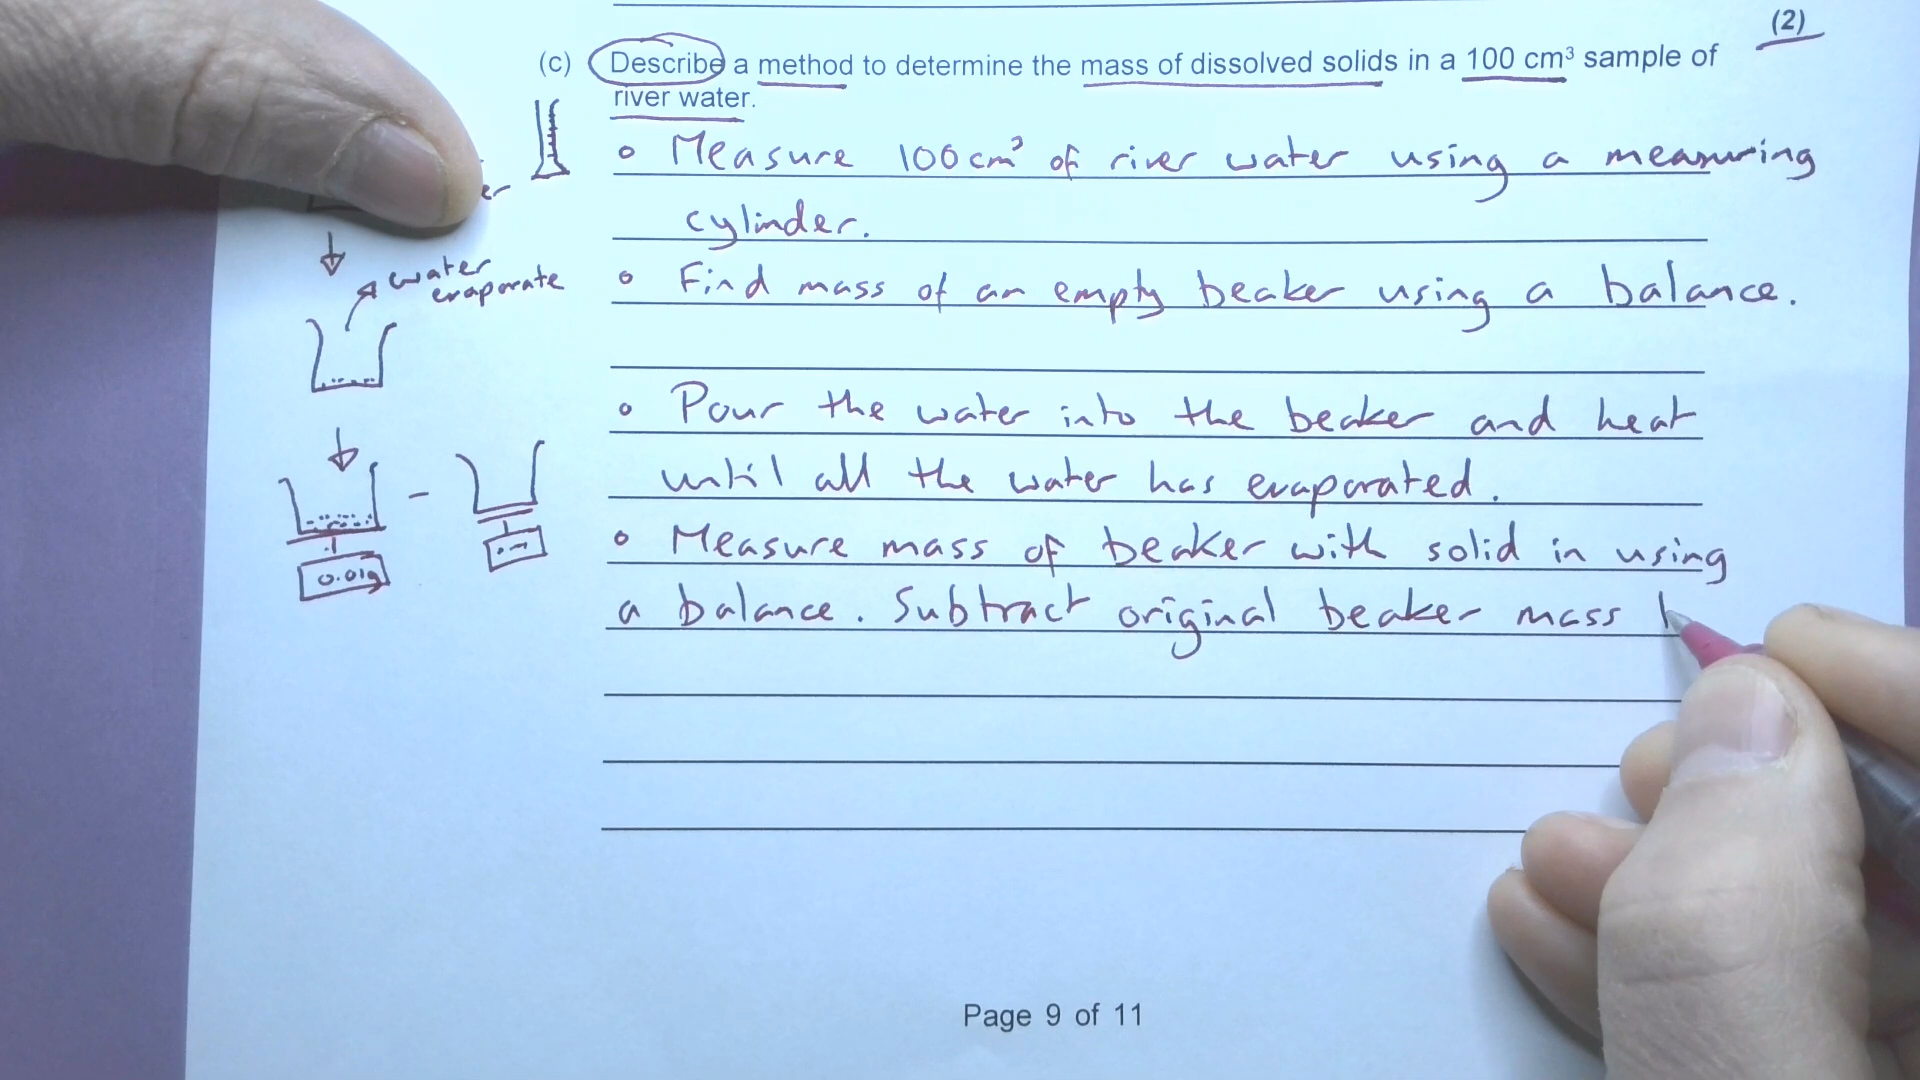 (2)
(c) Describe a method to determine the mass of dissolved solids in a 100 cm³ sample of
river water.
• Measure 100cm³ of river water using a measuring
cylinder.
• Find mass of an empty beaker using a balance.
• Pour the water into the beaker and heat
until all the water has evaporated.
• Measure mass of beaker with solid in using
a balance. Subtract original beaker mass
water
evaporate
0.01g
Page 9 of 11